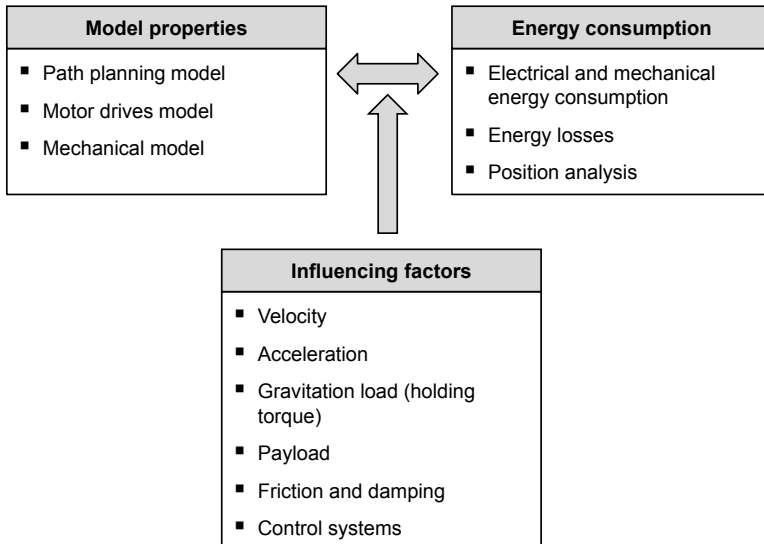 Model properties
■ Path planning model
■ Motor drives model
■ Mechanical model
Energy consumption
■ Electrical and mechanical
energy consumption
■ Energy losses
■ Position analysis
Influencing factors
■ Velocity
■ Acceleration
■ Gravitation load (holding
torque)
■ Payload
■ Friction and damping
■ Control systems